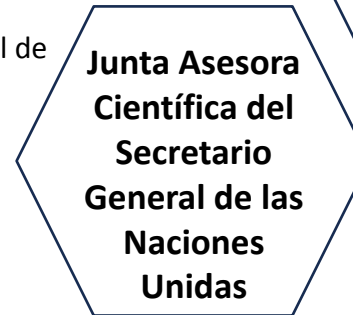 l de
Junta Asesora
Científica del
Secretario
General de las
Naciones
Unidas